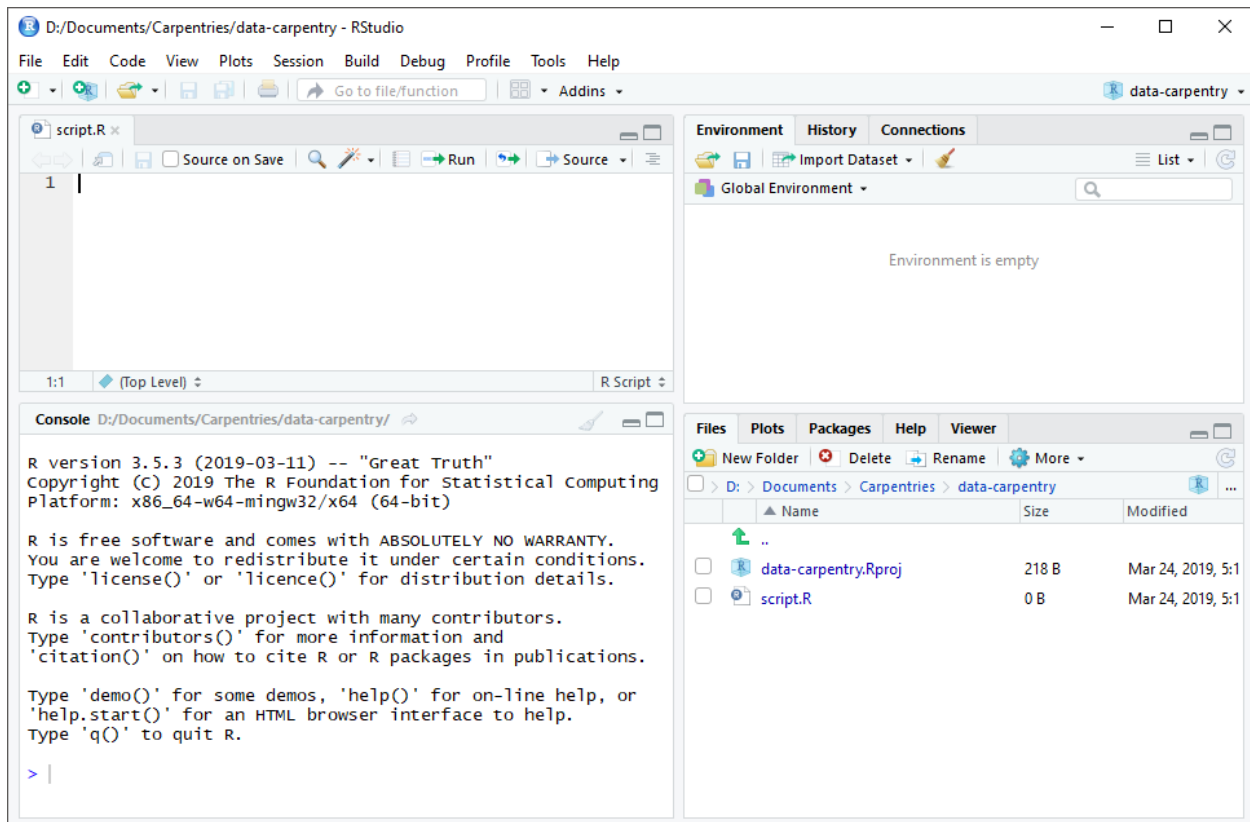 D:/Documents/Carpentries/data-carpentry - RStudio
File Edit Code View Plots Session Build Debug Profile Tools Help
Go to file/function Addins data-carpentry
script.R
Source on Save Run Source
1
1:1 (Top Level) R Script
Console D:/Documents/Carpentries/data-carpentry/
R version 3.5.3 (2019-03-11) -- "Great Truth"
Copyright (C) 2019 The R Foundation for Statistical Computing
Platform: x86_64-w64-mingw32/x64 (64-bit)
R is free software and comes with ABSOLUTELY NO WARRANTY.
You are welcome to redistribute it under certain conditions.
Type 'license()' or 'licence()' for distribution details.
R is a collaborative project with many contributors.
Type 'contributors()' for more information and
'citation()' on how to cite R or R packages in publications.
Type 'demo()' for some demos, 'help()' for on-line help, or
'help.start()' for an HTML browser interface to help.
Type 'q()' to quit R.
>
Environment History Connections
Import Dataset List
Global Environment
Environment is empty
Files Plots Packages Help Viewer
New Folder Delete Rename More
D: > Documents > Carpentries > data-carpentry ...
Name Size Modified
..
data-carpentry.Rproj 218 B Mar 24, 2019, 5:1
script.R 0 B Mar 24, 2019, 5:1